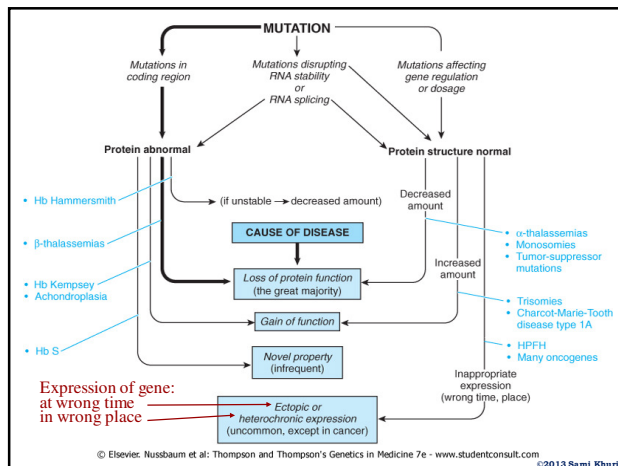 MUTATION
Mutations in
coding region
Mutations disrupting
RNA stability
or
RNA splicing
Mutations affecting
gene regulation
or dosage
Protein abnormal
Protein structure normal
• Hb Hammersmith
(if unstable → decreased amount)
Decreased
amount
• β-thalassemias
CAUSE OF DISEASE
• α-thalassemias
• Monosomies
• Tumor-suppressor
mutations
• Hb Kempsey
• Achondroplasia
Loss of protein function
(the great majority)
Increased
amount
Gain of function
• Trisomies
• Charcot-Marie-Tooth
disease type 1A
• Hb S
Novel property
(infrequent)
• HPFH
• Many oncogenes
Inappropriate
expression
(wrong time, place)
Expression of gene:
at wrong time
in wrong place
Ectopic or
heterochronic expression
(uncommon, except in cancer)
© Elsevier. Nussbaum et al: Thompson and Thompson's Genetics in Medicine 7e - www.studentconsult.com
©2013 Sami Khuri